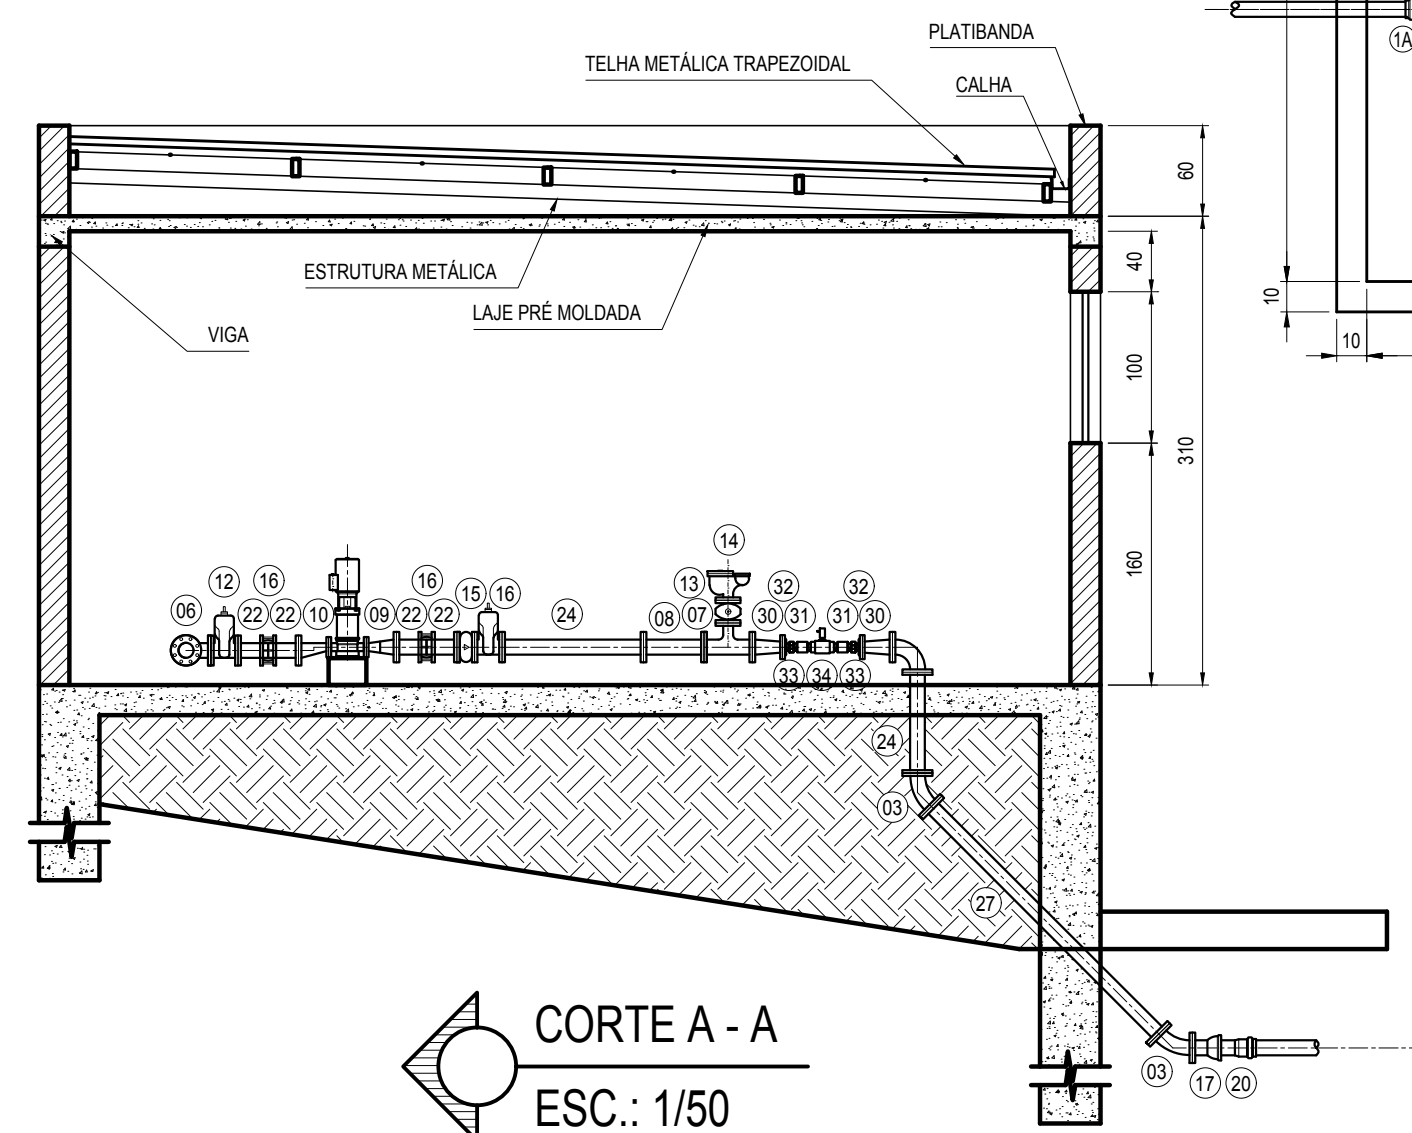 PLATIBANDA
1A
TELHA METÁLICA TRAPEZOIDAL
CALHA
60
ESTRUTURA METÁLICA
40
LAJE PRÉ MOLDADA
10
VIGA
10
100
310
160
14
12 16 16 15 16 13 32 32
06 22 22 10 09 22 22 24 08 07 30 31 31 30
33 34 33
24
03
27
CORTE A - A
ESC.: 1/50
03 17 20